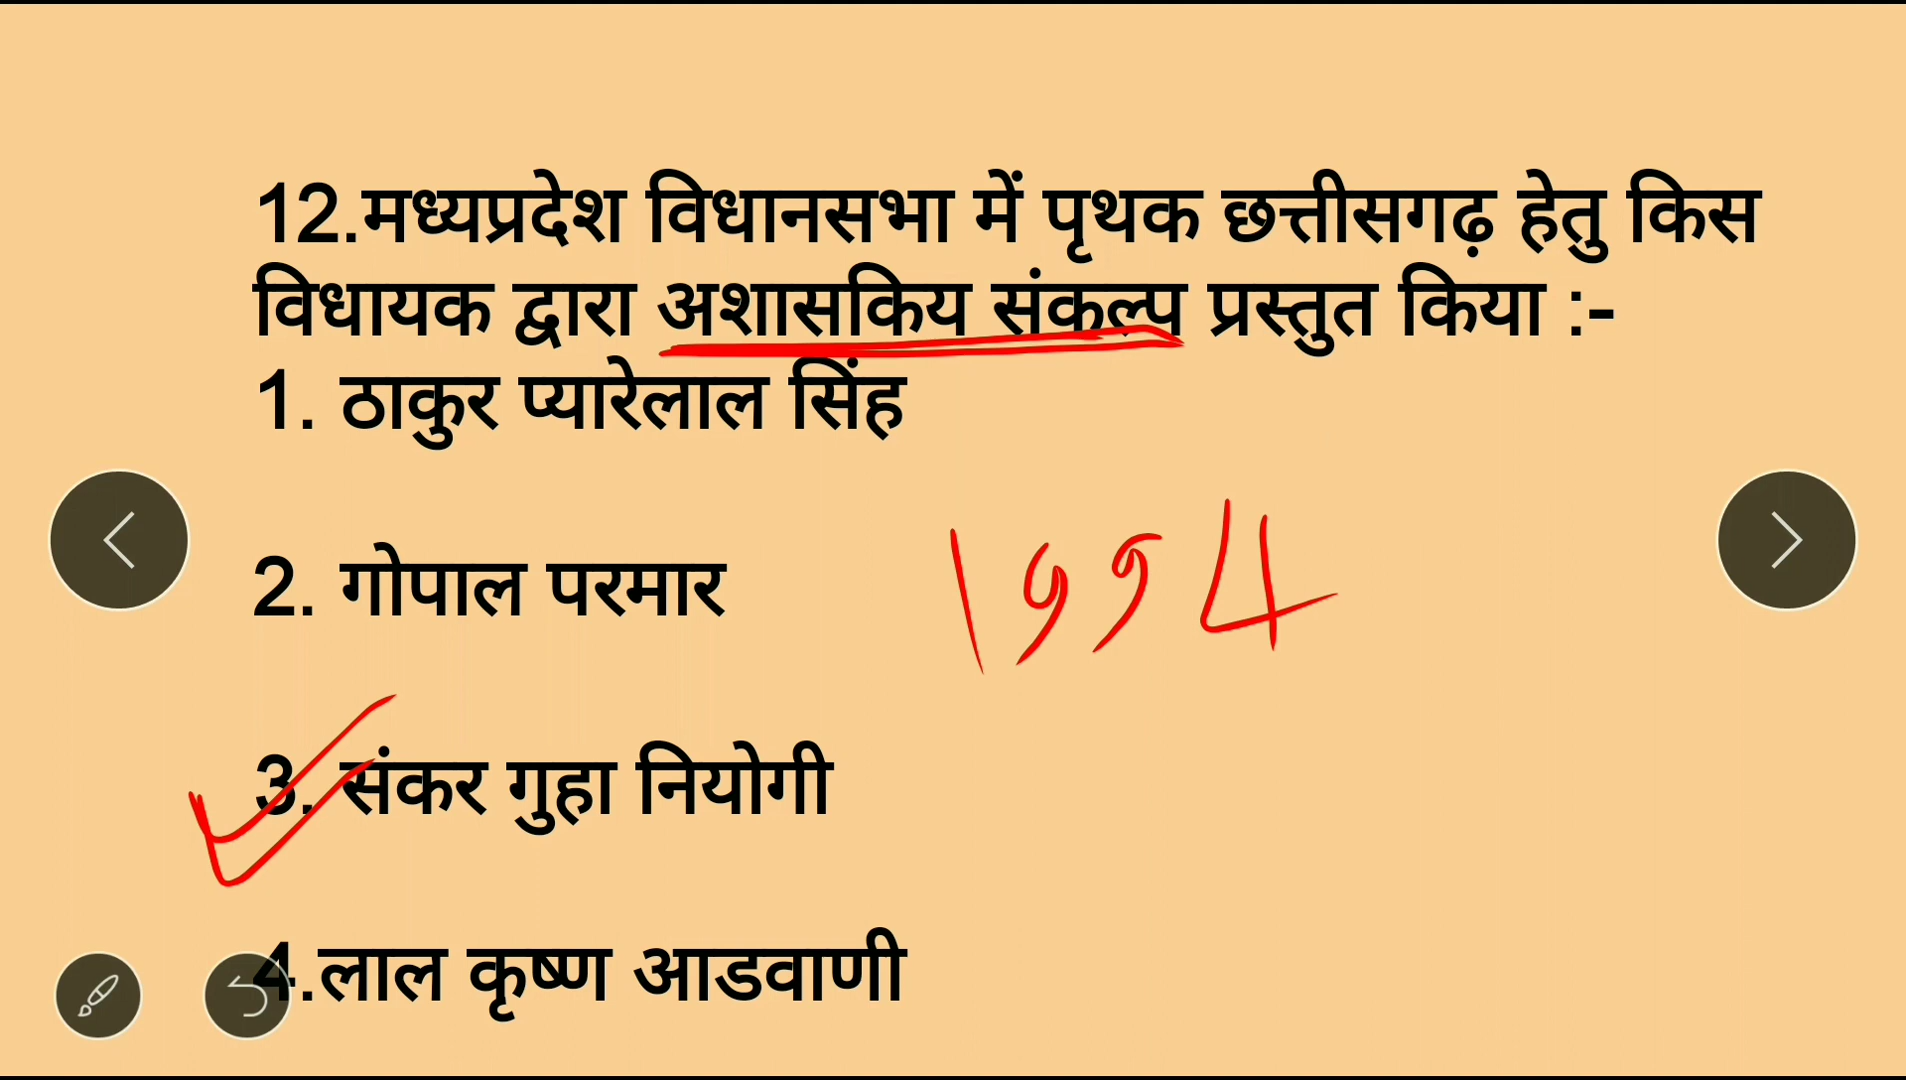 12.मध्यप्रदेश विधानसभा में पृथक छत्तीसगढ़ हेतु किस
विधायक द्वारा अशासकिय संकल्प प्रस्तुत किया :-
1. ठाकुर प्यारेलाल सिंह
2. गोपाल परमार
1994
3. संकर गुहा नियोगी
4.लाल कृष्ण आडवाणी